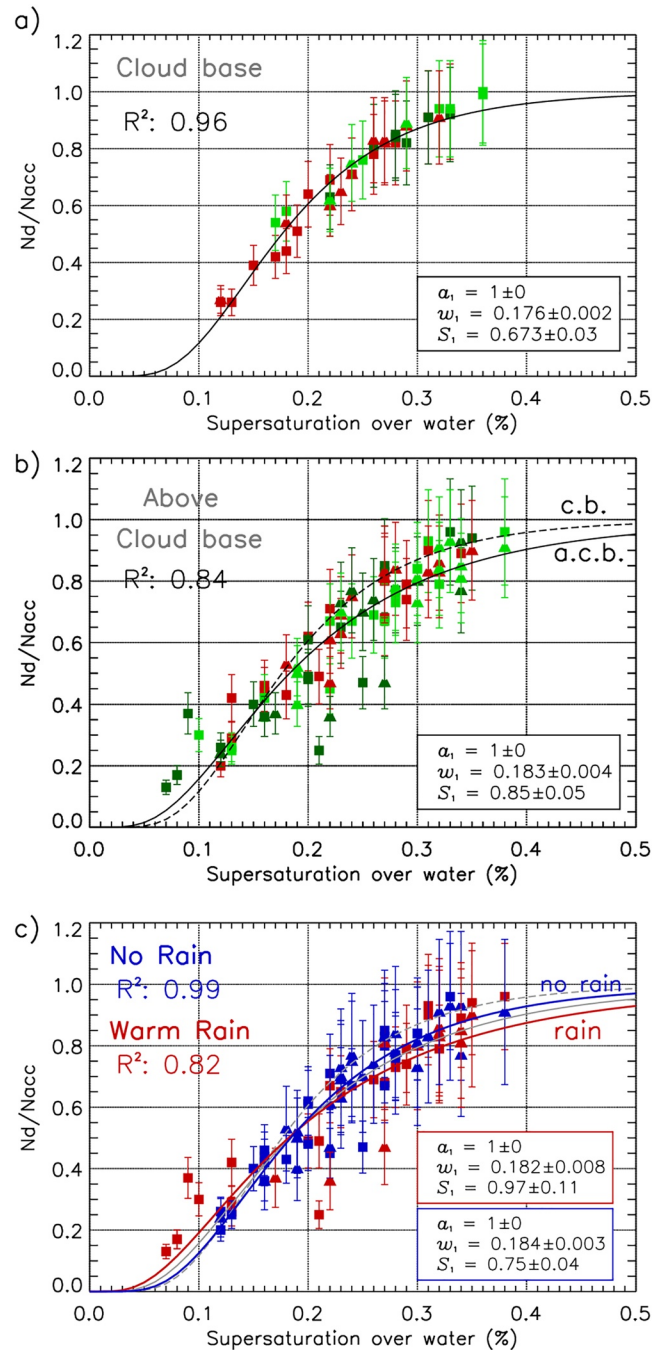 a)
1.2
1.0
0.8
0.6
0.4
0.2
0.0
Nd/Nacc
Cloud base
R²: 0.96
a₁ = 1±0
w₁ = 0.176±0.002
S₁ = 0.673±0.03
0.0 0.1 0.2 0.3 0.4 0.5
Supersaturation over water (%)
b)
1.2
1.0
0.8
0.6
0.4
0.2
0.0
Nd/Nacc
Above
Cloud base
R²: 0.84
c.b.
a.c.b.
a₁ = 1±0
w₁ = 0.183±0.004
S₁ = 0.85±0.05
0.0 0.1 0.2 0.3 0.4 0.5
Supersaturation over water (%)
c)
1.2
1.0
0.8
0.6
0.4
0.2
0.0
Nd/Nacc
No Rain
R²: 0.99
Warm Rain
R²: 0.82
no rain
rain
a₁ = 1±0
w₁ = 0.182±0.008
S₁ = 0.97±0.11
a₁ = 1±0
w₁ = 0.184±0.003
S₁ = 0.75±0.04
0.0 0.1 0.2 0.3 0.4 0.5
Supersaturation over water (%)